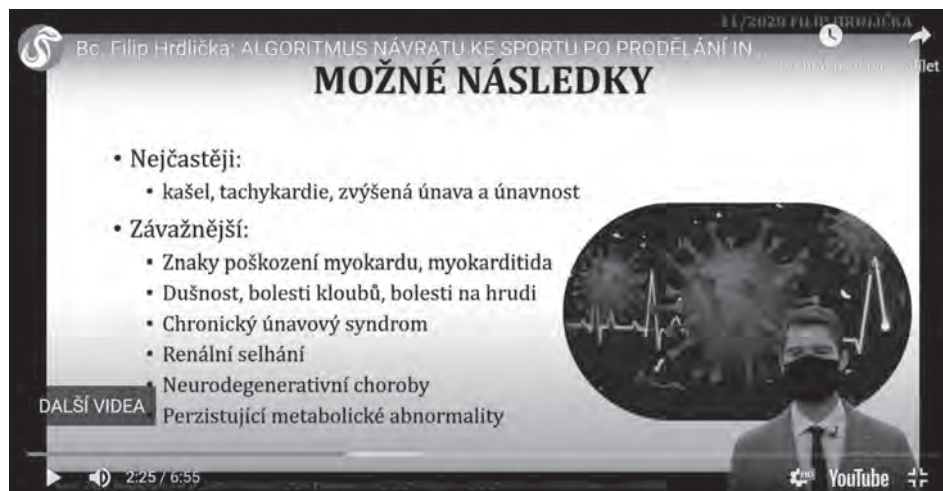 11/2020 FILIP HRDLIČKA
Bc. Filip Hrdlička: ALGORITMUS NÁVRATU KE SPORTU PO PRODĚLÁNÍ IN...
MOŽNÉ NÁSLEDKY
• Nejčastěji:
• kašel, tachykardie, zvýšená únava a únavnost
• Závažnější:
• Znaky poškození myokardu, myokarditida
• Dušnost, bolesti kloubů, bolesti na hrudi
• Chronický únavový syndrom
• Renální selhání
• Neurodegenerativní choroby
DALŠÍ VIDEA
• Perzistující metabolické abnormality
2:25 / 6:55
YouTube